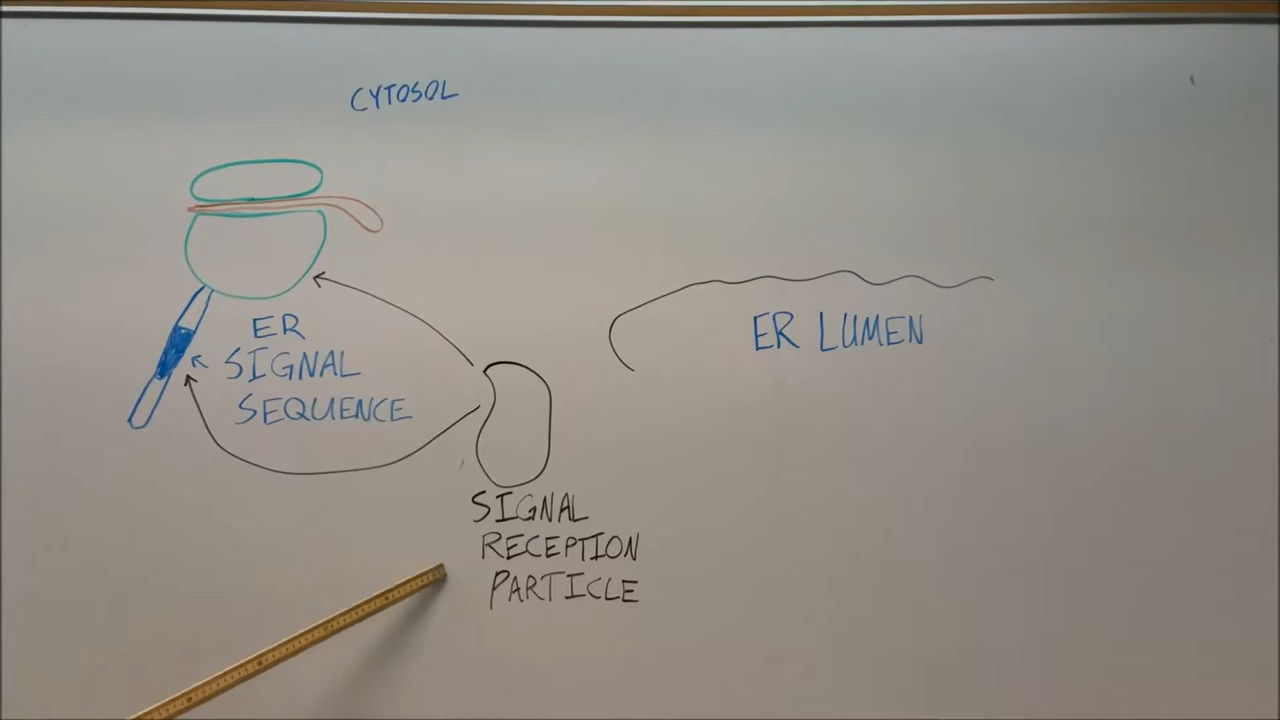 CYTOSOL
ER LUMEN
ER
SIGNAL
SEQUENCE
SIGNAL
RECEPTION
PARTICLE